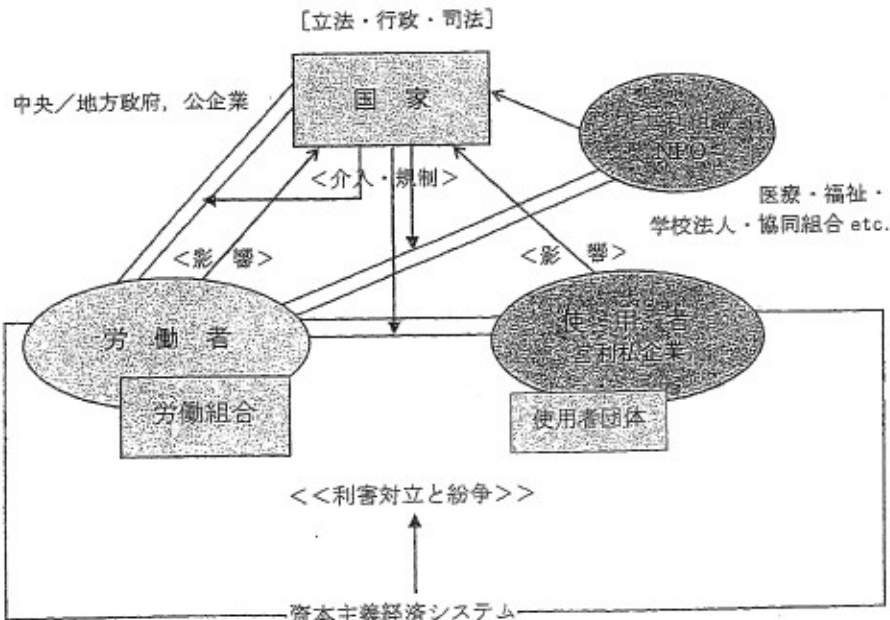 [立法・行政・司法]
国 家
中央／地方政府，公企業
NPO
<介入・規制>
医療・福祉・
学校法人・協同組合 etc.
<影 響>
<影 響>
労 働 者
使 用 者
営利私企業
労働組合
使用者団体
<<利害対立と紛争>>
資本主義経済システム